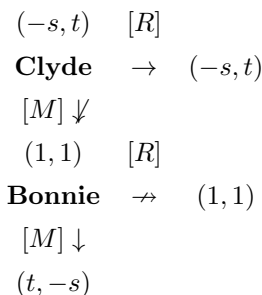 (−s, t) [R]
Clyde → (−s, t)
[M] ↓̸
(1, 1) [R]
Bonnie ↛ (1, 1)
[M] ↓
(t, −s)